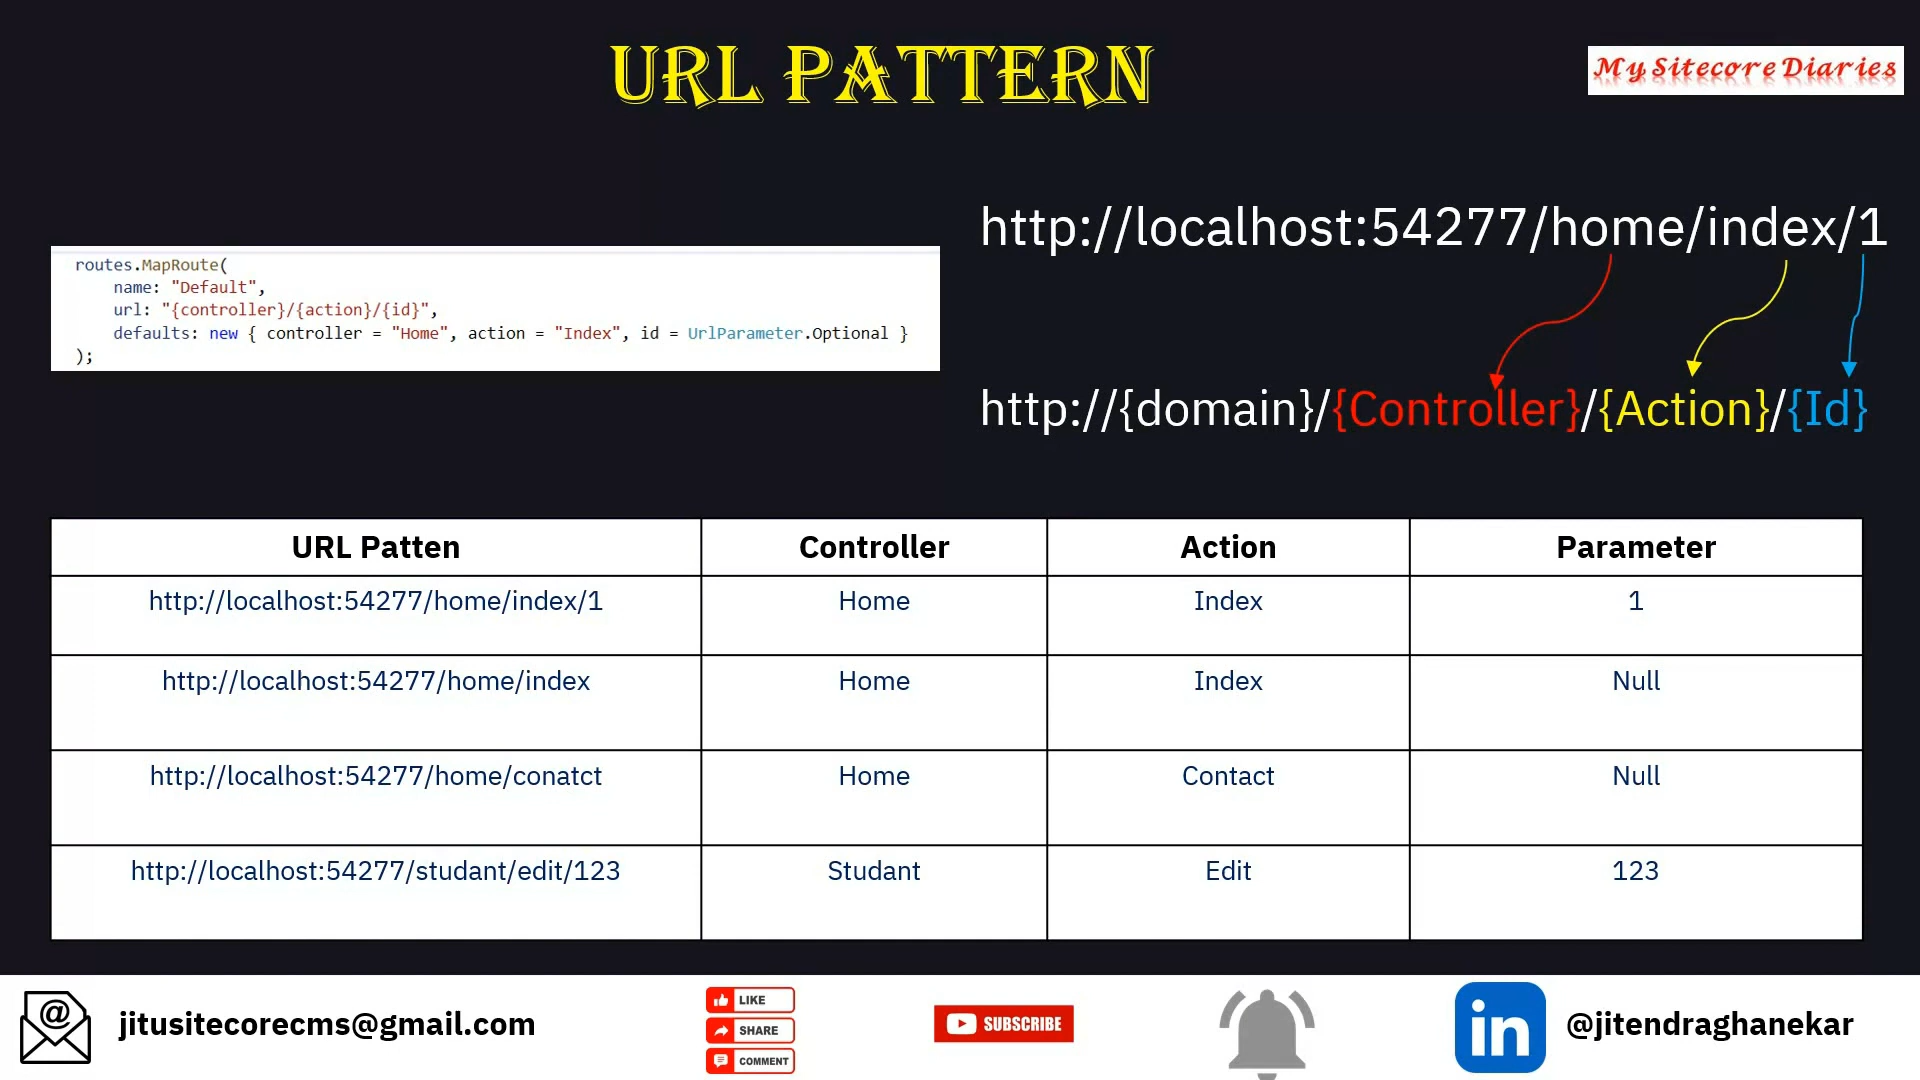 URL PATTERN
My Sitecore Diaries
http://localhost:54277/home/index/1
routes.MapRoute(
name: "Default",
url: "{controller}/{action}/{id}",
defaults: new { controller = "Home", action = "Index", id = UrlParameter.Optional }
);
http://{domain}/{Controller}/{Action}/{Id}
URL Patten Controller Action Parameter
http://localhost:54277/home/index/1 Home Index 1
http://localhost:54277/home/index Home Index Null
http://localhost:54277/home/conatct Home Contact Null
http://localhost:54277/studant/edit/123 Studant Edit 123
@
jitusitecorecms@gmail.com
LIKE
SHARE
COMMENT
SUBSCRIBE
in
@jitendraghanekar